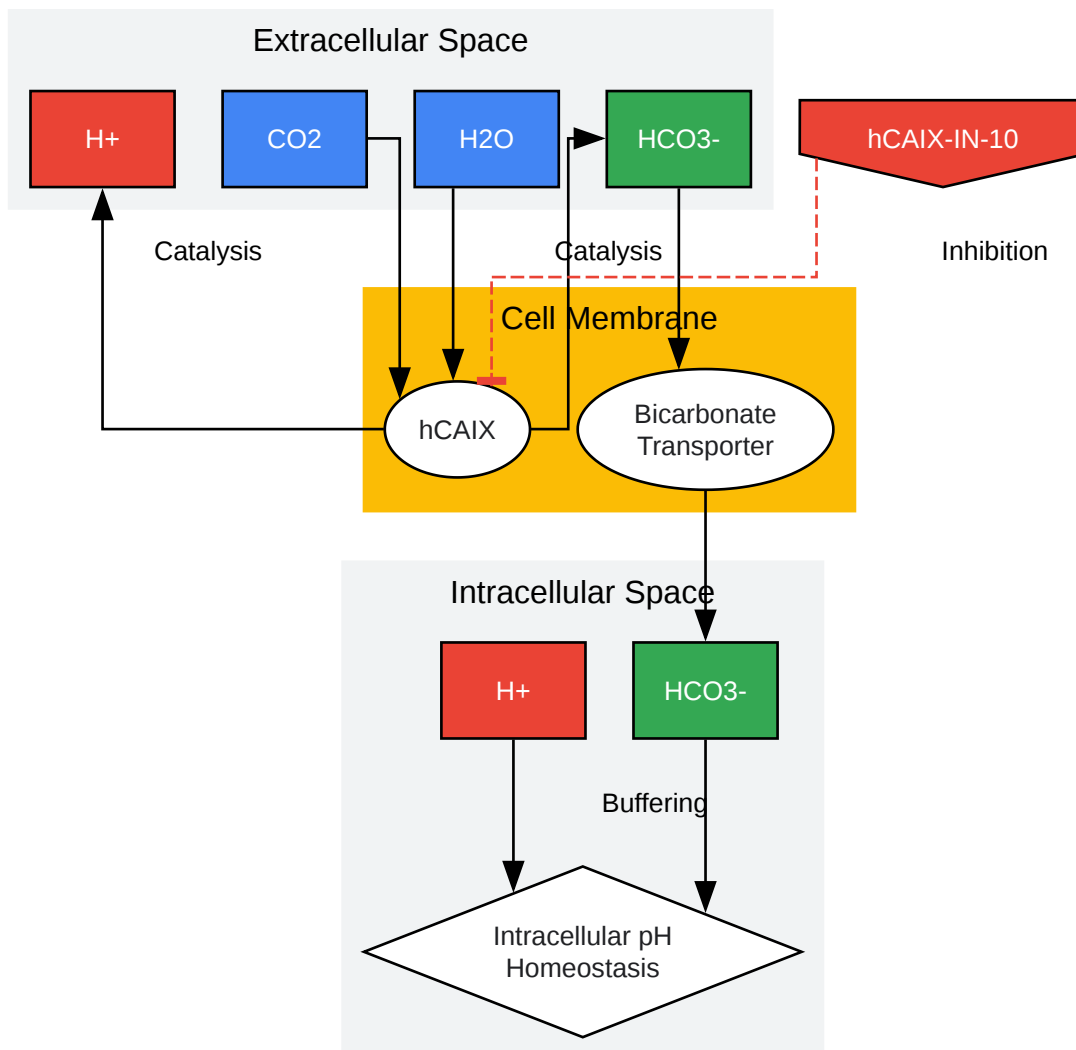 Extracellular Space
H+
CO2
H2O
HCO3-
hCAIX-IN-10
Catalysis
Catalysis
Inhibition
Cell Membrane
hCAIX
Bicarbonate
Transporter
Intracellular Space
H+
HCO3-
Buffering
Intracellular pH
Homeostasis